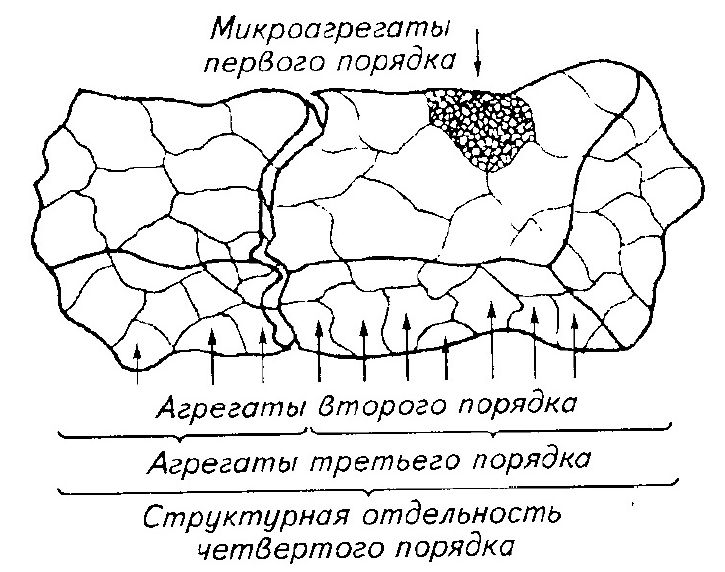 Микроагрегаты
первого порядка
Агрегаты второго порядка
Агрегаты третьего порядка
Структурная отдельность
четвертого порядка